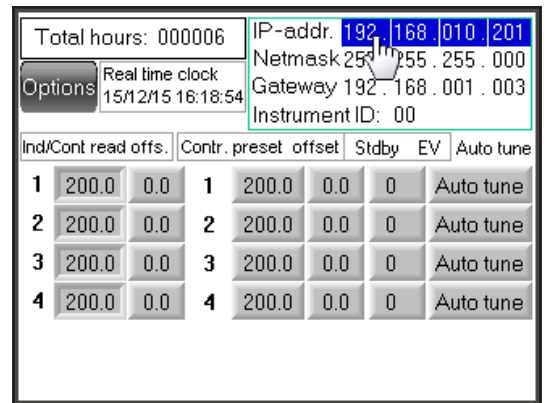 Total hours: 000006
IP-addr. 192 . 168 . 010 . 201
Netmask 25 255 . 255 . 000
Gateway 192 . 168 . 001 . 003
Instrument ID: 00
Options
Real time clock
15/12/15 16:18:54
Ind/Cont read offs. Contr. preset offset Stdby EV Auto tune
1 200.0 0.0 1 200.0 0.0 0 Auto tune
2 200.0 0.0 2 200.0 0.0 0 Auto tune
3 200.0 0.0 3 200.0 0.0 0 Auto tune
4 200.0 0.0 4 200.0 0.0 0 Auto tune